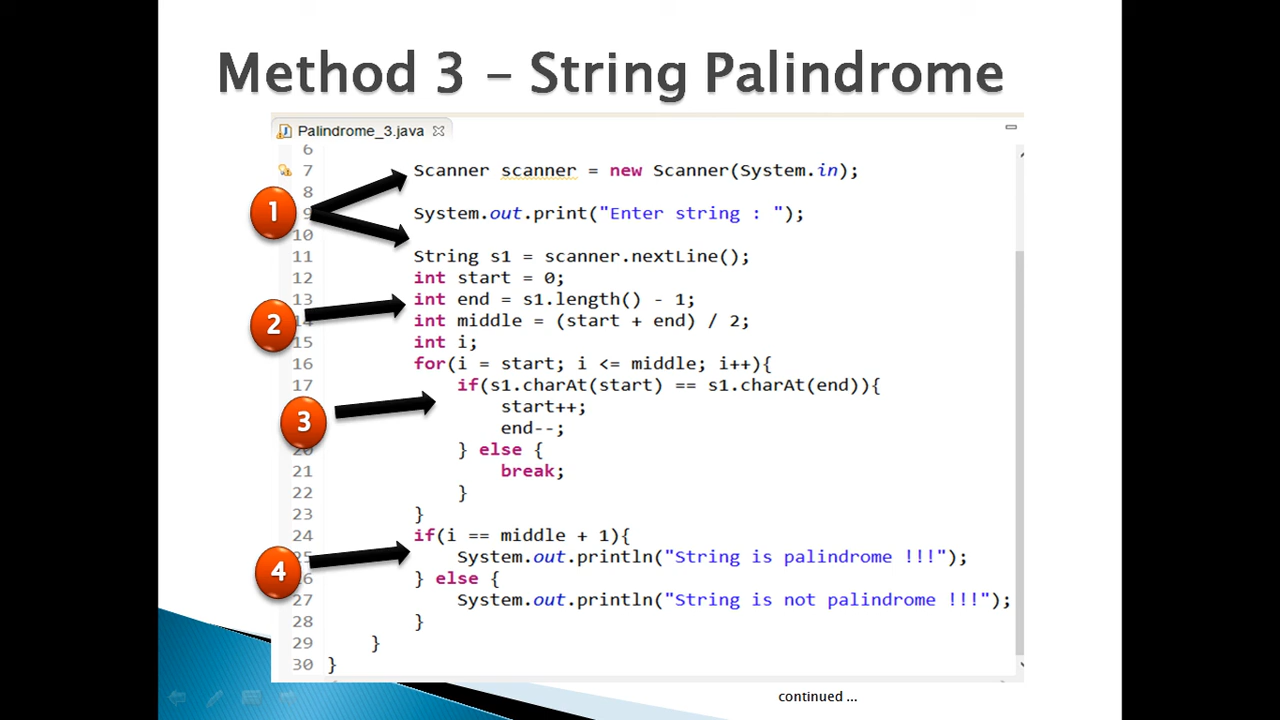 Method 3 – String Palindrome
Palindrome_3.java
6
7 Scanner scanner = new Scanner(System.in);
8
9 System.out.print("Enter string : ");
10
11 String s1 = scanner.nextLine();
12 int start = 0;
13 int end = s1.length() - 1;
14 int middle = (start + end) / 2;
15 int i;
16 for(i = start; i <= middle; i++){
17 if(s1.charAt(start) == s1.charAt(end)){
start++;
end--;
20 } else {
21 break;
22 }
23 }
24 if(i == middle + 1){
25 System.out.println("String is palindrome !!!");
26 } else {
27 System.out.println("String is not palindrome !!!");
28 }
29 }
30 }
1
2
3
4
continued ...